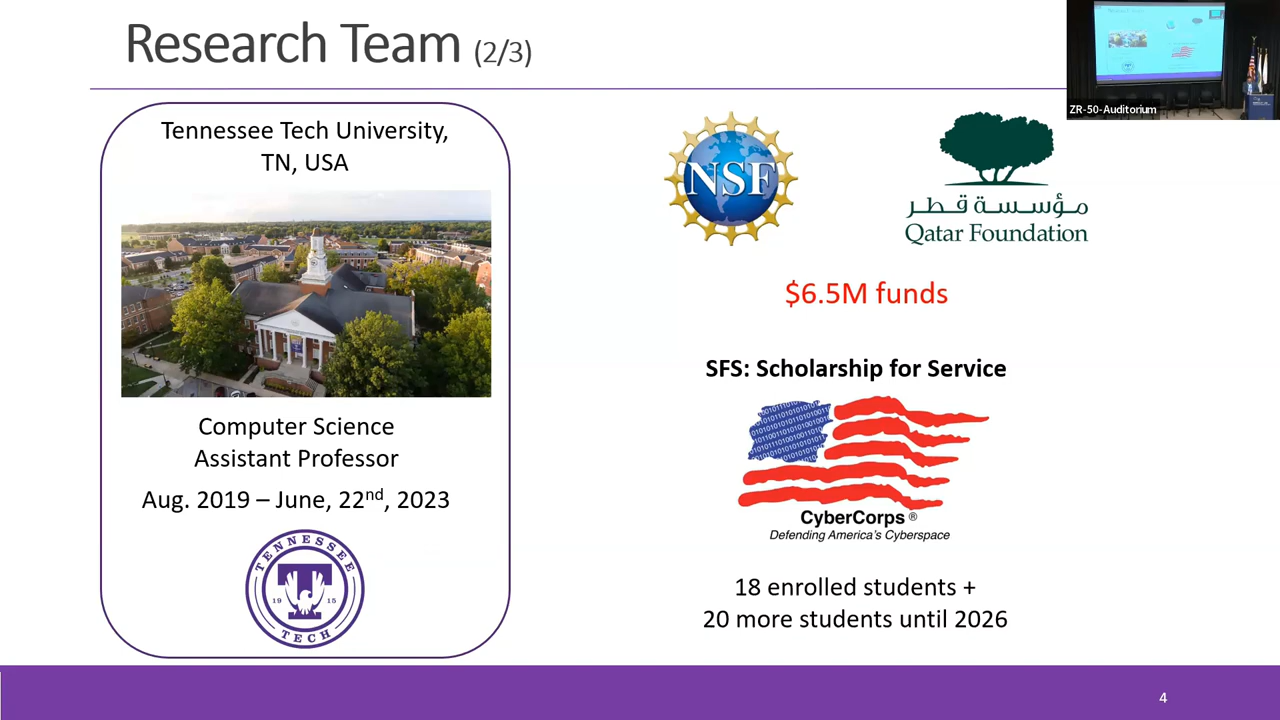 Research Team (2/3)
ZR-50-Auditorium
Tennessee Tech University,
TN, USA
Computer Science
Assistant Professor
Aug. 2019 – June, 22nd, 2023
TENNESSEE
T
19 15
TECH
NSF
مؤسسة قطر
Qatar Foundation
$6.5M funds
SFS: Scholarship for Service
CyberCorps ®
Defending America's Cyberspace
18 enrolled students +
20 more students until 2026
4